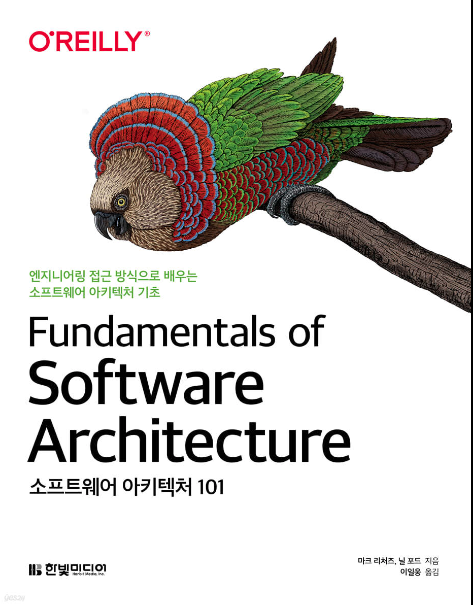 O'REILLY®
엔지니어링 접근 방식으로 배우는
소프트웨어 아키텍처 기초
Fundamentals of
Software
Architecture
소프트웨어 아키텍처 101
마크 리처즈, 닐 포드 지음
이일웅 옮김
한빛미디어
Hanbit Media, Inc.